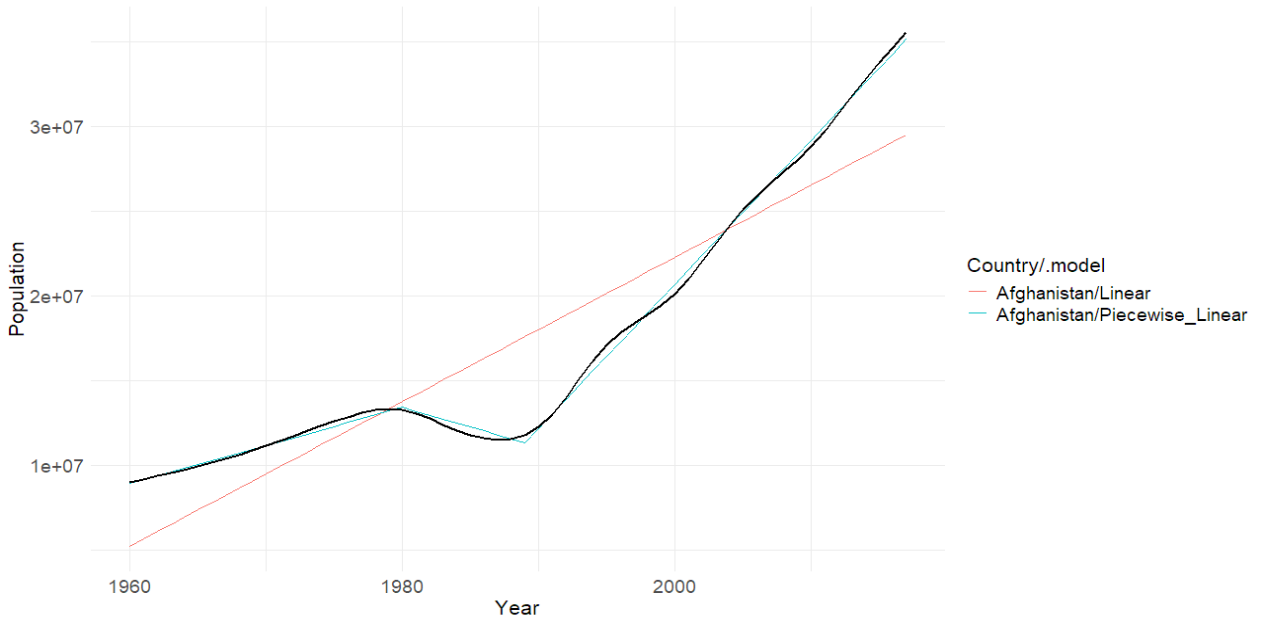 Population
3e+07
2e+07
1e+07
1960
1980
2000
Year
Country/.model
Afghanistan/Linear
Afghanistan/Piecewise_Linear